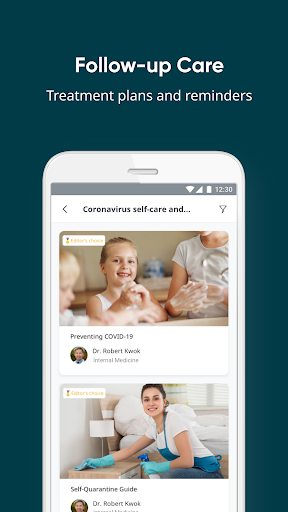 Follow-up Care
Treatment plans and reminders
12:30
Coronavirus self-care and...
Editor's choice
Preventing COVID-19
Dr. Robert Kwok
Internal Medicine
Editor's choice
Self-Quarantine Guide
Dr. Robert Kwok